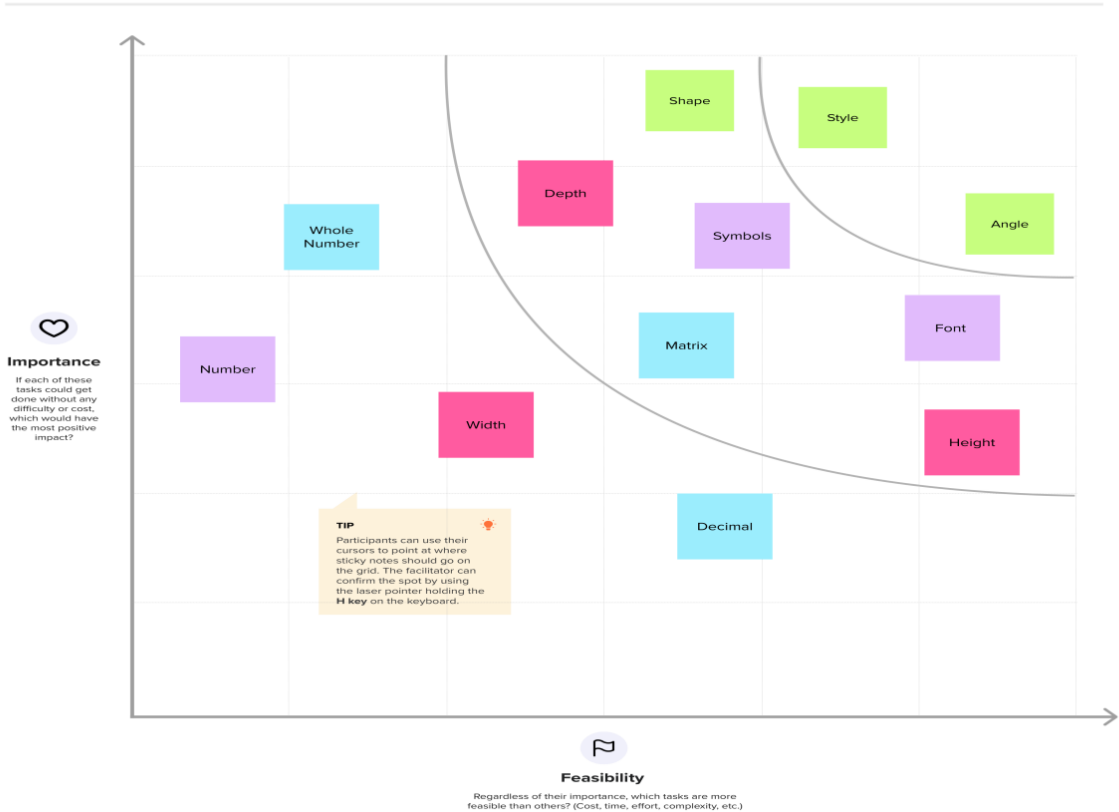 Shape
Style
Depth
Whole
Number
Symbols
Angle
Font
Matrix
Importance
If each of these
tasks could get
done without any
difficulty or cost,
which would have
the most positive
impact?
Number
Width
Height
Decimal
TIP
Participants can use their
cursors to point at where
sticky notes should go on
the grid. The facilitator can
confirm the spot by using
the laser pointer holding the
H key on the keyboard.
Feasibility
Regardless of their importance, which tasks are more
feasible than others? (Cost, time, effort, complexity, etc.)